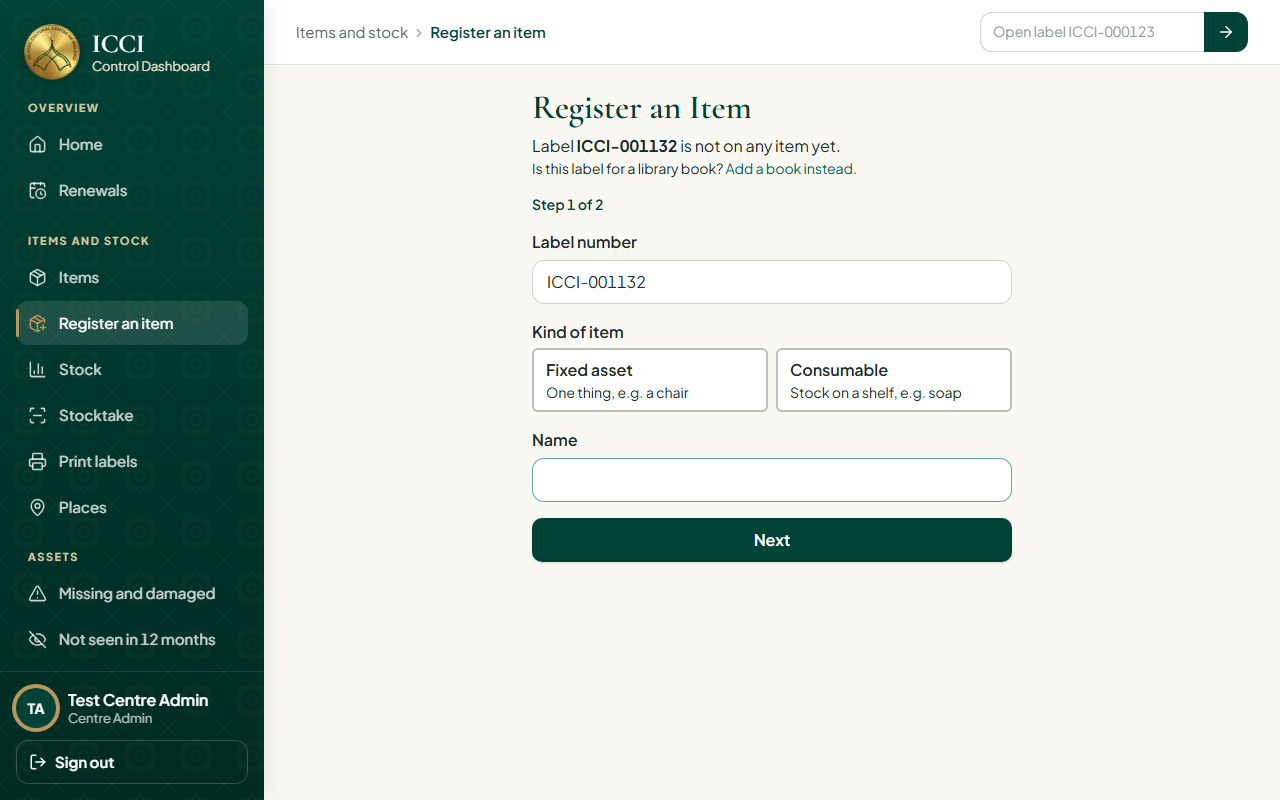 ICCI
Control Dashboard
OVERVIEW
Home
Renewals
ITEMS AND STOCK
Items
Register an item
Stock
Stocktake
Print labels
Places
ASSETS
Missing and damaged
Not seen in 12 months
TA
Test Centre Admin
Centre Admin
Sign out
Items and stock > Register an item
Open label ICCI-000123
Register an Item
Label ICCI-001132 is not on any item yet.
Is this label for a library book? Add a book instead.
Step 1 of 2
Label number
ICCI-001132
Kind of item
Fixed asset
One thing, e.g. a chair
Consumable
Stock on a shelf, e.g. soap
Name
Next